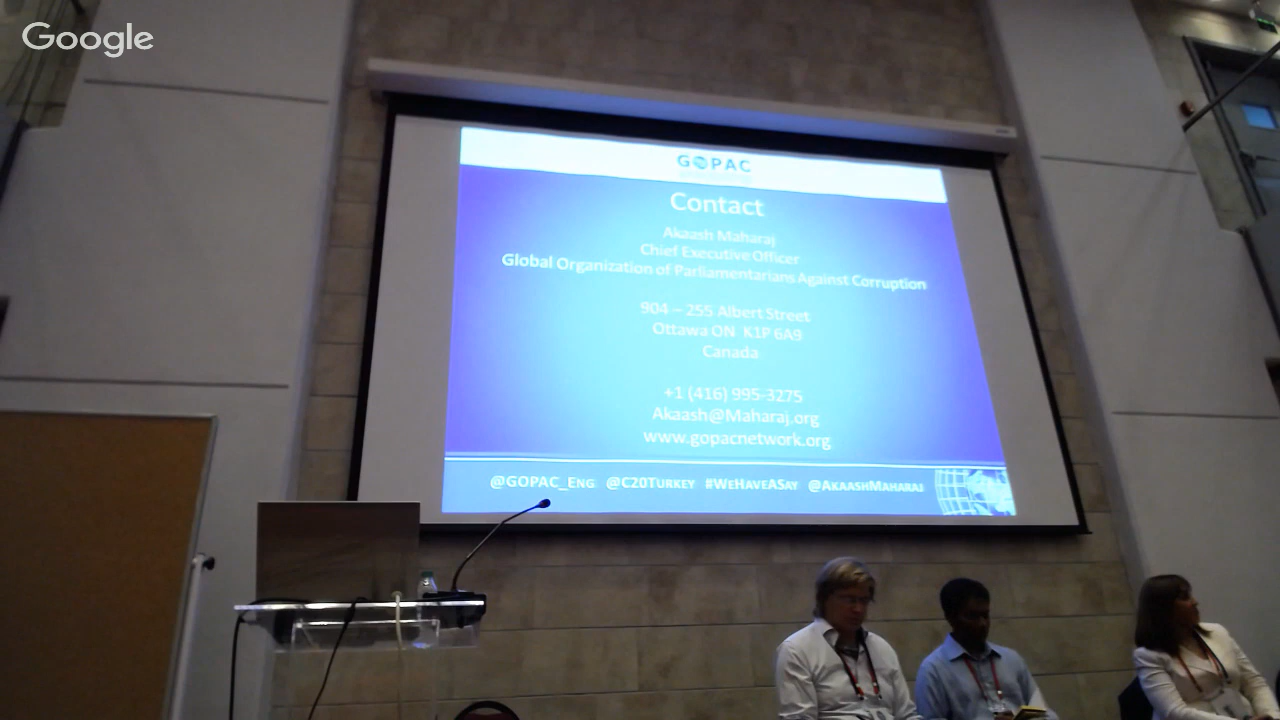 Google
GOPAC
Contact
Akaash Maharaj
Chief Executive Officer
Global Organization of Parliamentarians Against Corruption
904 – 255 Albert Street
Ottawa ON K1P 6A9
Canada
+1 (416) 995-3275
Akaash@Maharaj.org
www.gopacnetwork.org
@GOPAC_Eng @C20Turkey #WeHaveASay @AkaashMaharaj